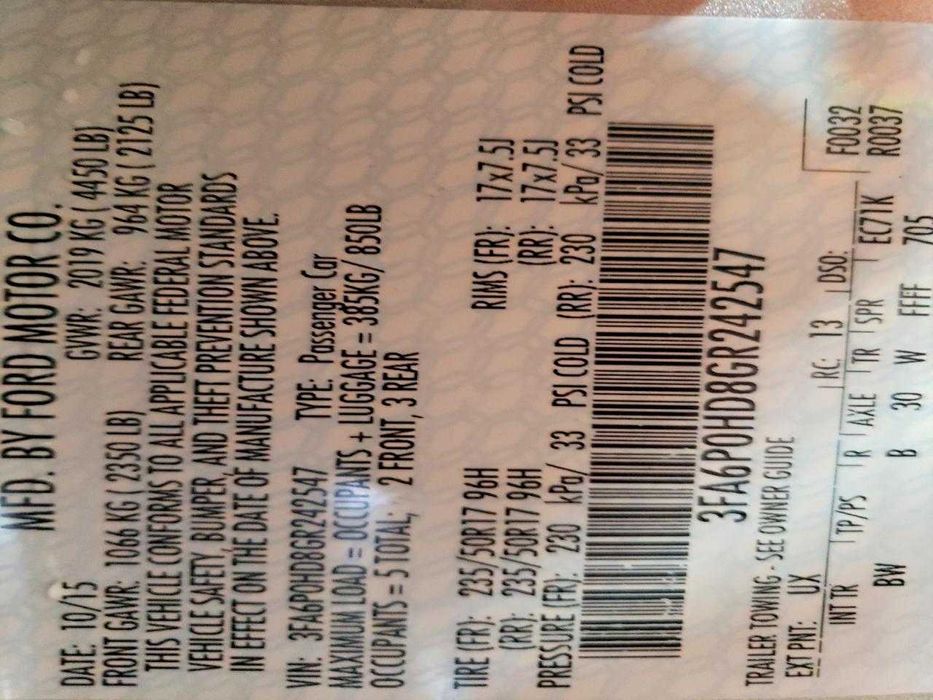 MFD. BY FORD MOTOR CO.
DATE: 10/15 GVWR: 2019 KG ( 4450 LB)
FRONT GAWR: 1066 KG ( 2350 LB) REAR GAWR: 964 KG ( 2125 LB)
THIS VEHICLE CONFORMS TO ALL APPLICABLE FEDERAL MOTOR
VEHICLE SAFETY, BUMPER, AND THEFT PREVENTION STANDARDS
IN EFFECT ON THE DATE OF MANUFACTURE SHOWN ABOVE.
VIN: 3FA6P0HD8GR242547 TYPE: Passenger Car
MAXIMUM LOAD = OCCUPANTS + LUGGAGE = 385KG/ 850LB
OCCUPANTS = 5 TOTAL; 2 FRONT, 3 REAR
TIRE (FR): 235/50R17 96H RIMS (FR): 17x7.5J
(RR): 235/50R17 96H (RR): 17x7.5J
PRESSURE (FR): 230 kPa/ 33 PSI COLD (RR): 230 kPa/ 33 PSI COLD
3FA6P0HD8GR242547
TRAILER TOWING - SEE OWNER GUIDE
EXT PNT: UX RC: 13 DSO: F0032
INT TR TP/PS R AXLE TR SPR EC71K R0037
BW B 30 W FFFF 705